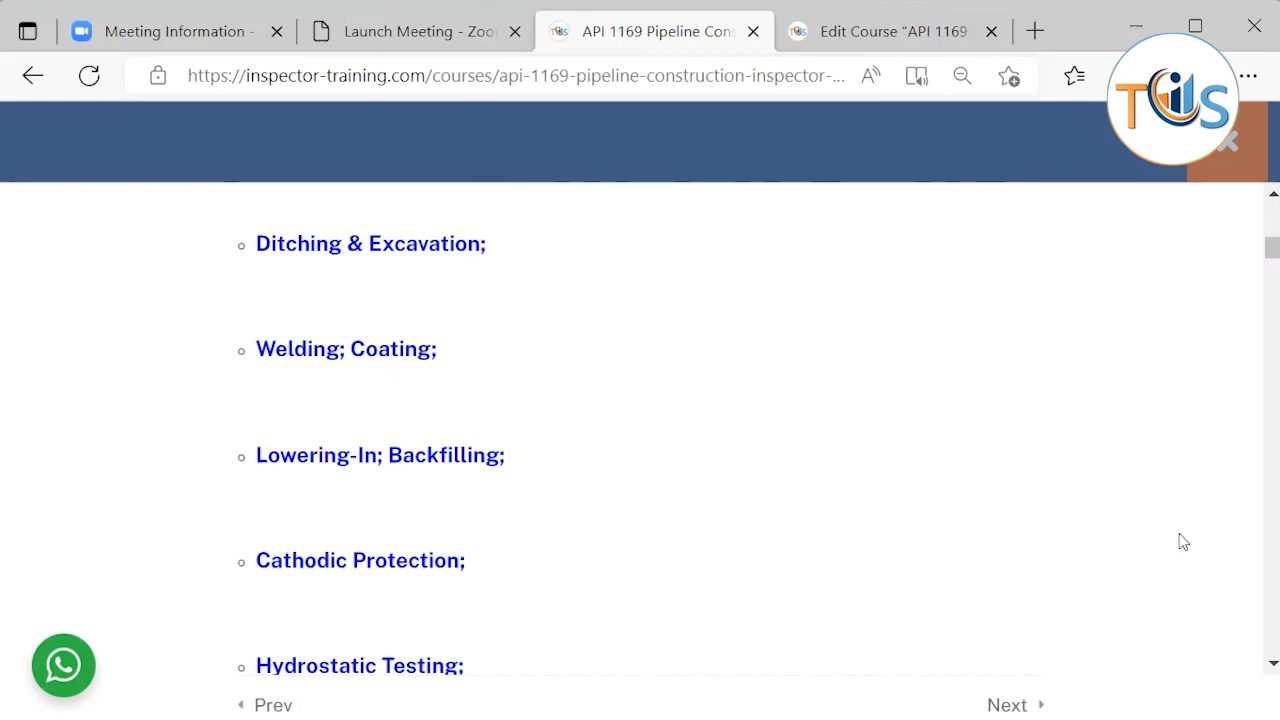 Meeting Information -
Launch Meeting - Zoo
API 1169 Pipeline Cons
Edit Course “API 1169
https://inspector-training.com/courses/api-1169-pipeline-construction-inspector-...
TIS
Ditching & Excavation;
Welding; Coating;
Lowering-In; Backfilling;
Cathodic Protection;
Hydrostatic Testing;
Prev
Next